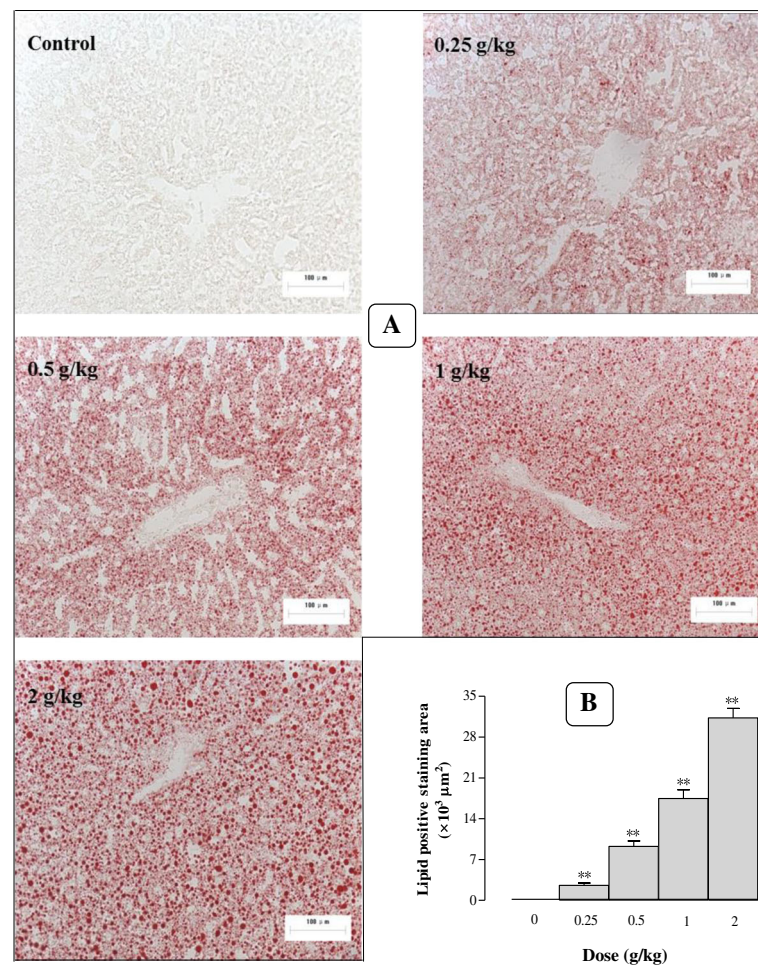 Control
0.25 g/kg
100 μm
100 μm
A
0.5 g/kg
1 g/kg
100 μm
100 μm
2 g/kg
100 μm
B
Lipid positive staining area
(×10³ μm²)
35
28
21
14
7
0
**
**
**
**
0 0.25 0.5 1 2
Dose (g/kg)